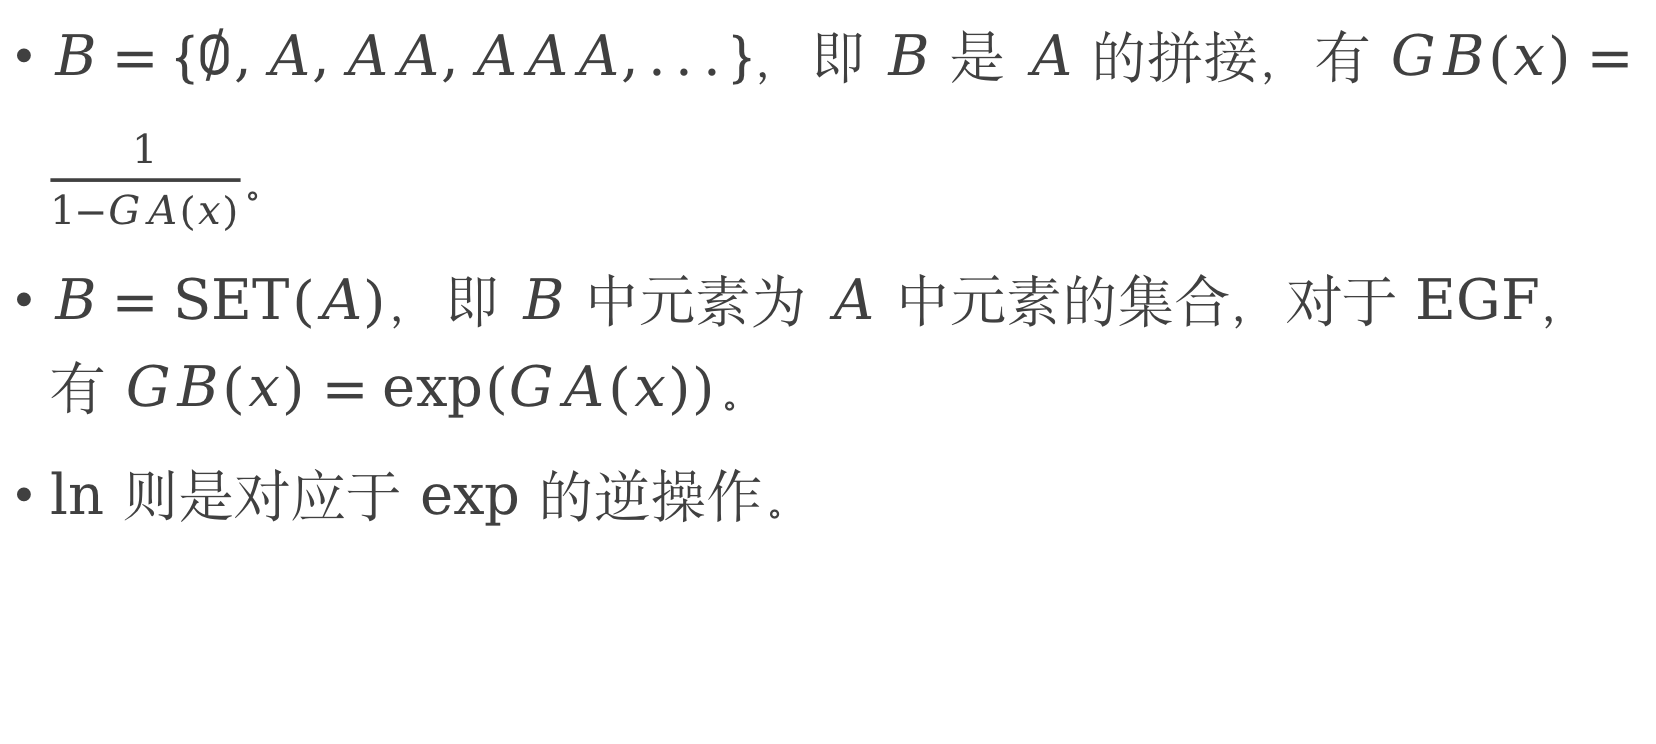 • B = {∅, A, AA, AAA, . . . }，即 B 是 A 的拼接，有 GB(x) =
1
1−GA(x)。
• B = SET(A)，即 B 中元素为 A 中元素的集合，对于 EGF，
有 GB(x) = exp(GA(x))。
• ln 则是对应于 exp 的逆操作。